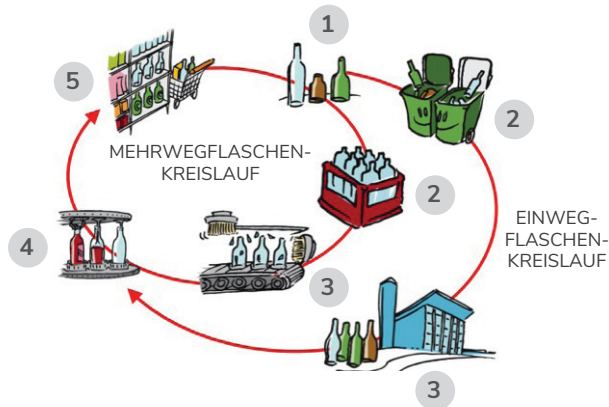 1
5
2
MEHRWEGFLASCHEN-
KREISLAUF
2
EINWEG-
FLASCHEN-
KREISLAUF
4
3
3